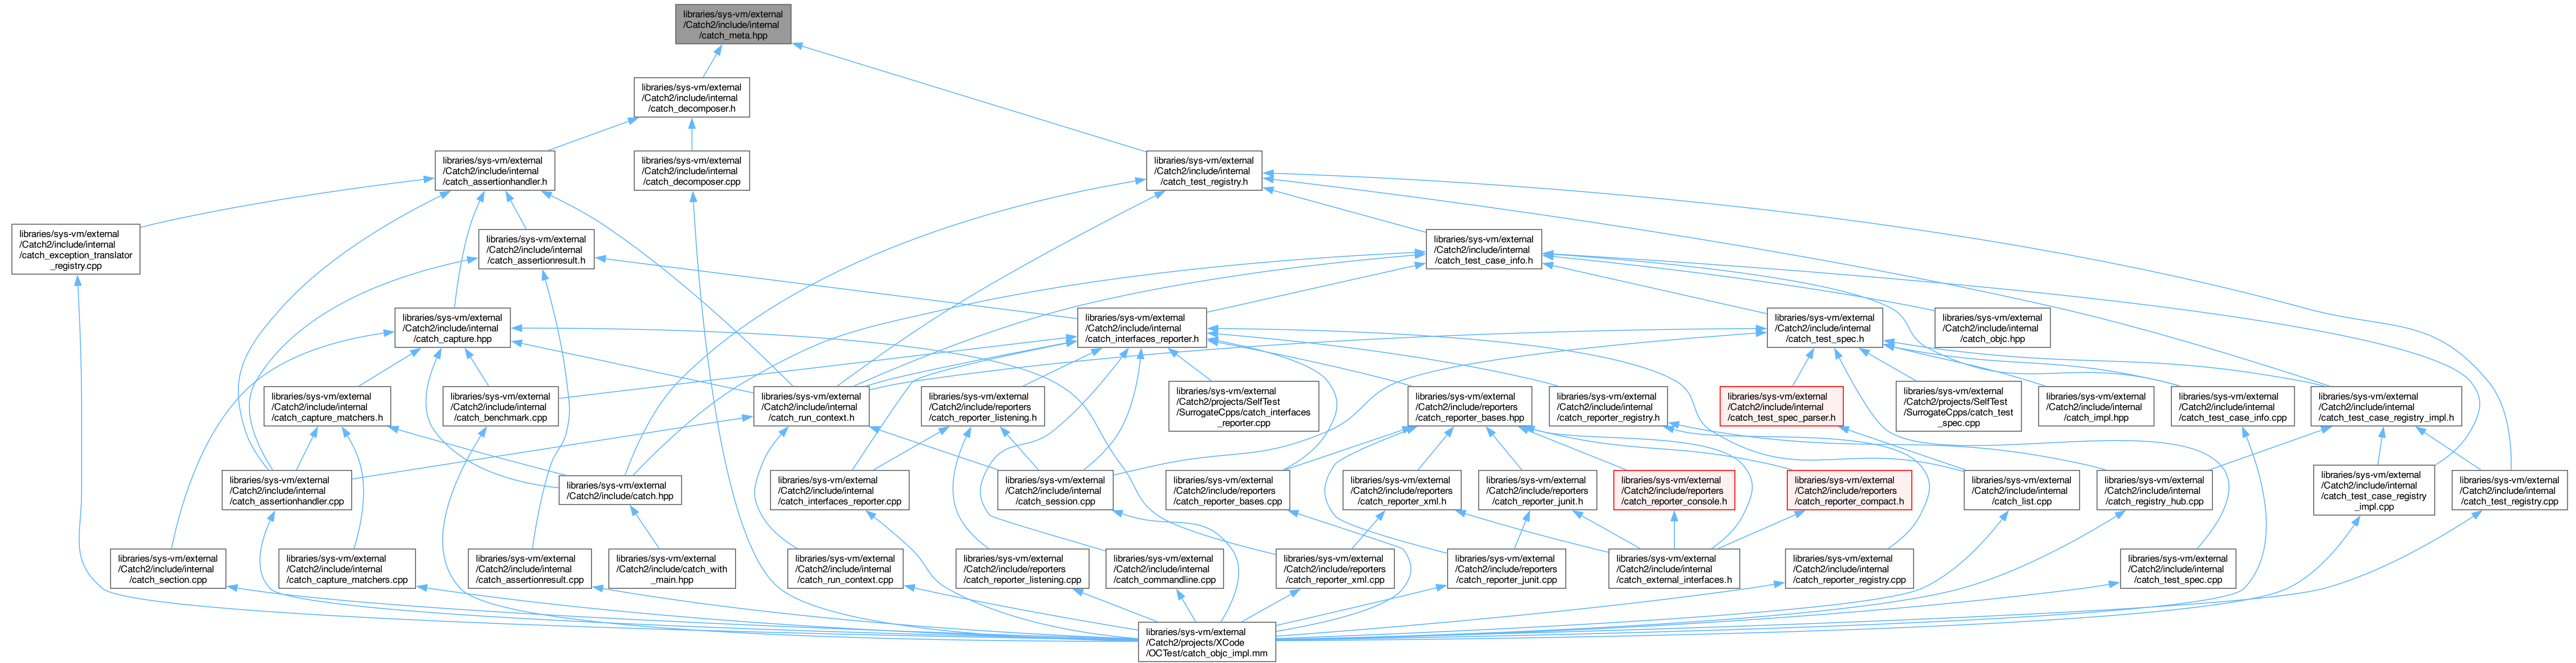 libraries/sys-vm/external
/Catch2/include/internal
/catch_meta.hpp
libraries/sys-vm/external
/Catch2/include/internal
/catch_decomposer.h
libraries/sys-vm/external
/Catch2/include/internal
/catch_assertionhandler.h
libraries/sys-vm/external
/Catch2/include/internal
/catch_decomposer.cpp
libraries/sys-vm/external
/Catch2/include/internal
/catch_test_registry.h
libraries/sys-vm/external
/Catch2/include/internal
/catch_exception_translator
_registry.cpp
libraries/sys-vm/external
/Catch2/include/internal
/catch_assertionresult.h
libraries/sys-vm/external
/Catch2/include/internal
/catch_test_case_info.h
libraries/sys-vm/external
/Catch2/include/internal
/catch_capture.hpp
libraries/sys-vm/external
/Catch2/include/internal
/catch_interfaces_reporter.h
libraries/sys-vm/external
/Catch2/include/internal
/catch_test_spec.h
libraries/sys-vm/external
/Catch2/include/internal
/catch_objc.hpp
libraries/sys-vm/external
/Catch2/include/internal
/catch_capture_matchers.h
libraries/sys-vm/external
/Catch2/include/internal
/catch_benchmark.cpp
libraries/sys-vm/external
/Catch2/include/internal
/catch_run_context.h
libraries/sys-vm/external
/Catch2/include/reporters
/catch_reporter_listening.h
libraries/sys-vm/external
/Catch2/projects/SelfTest
/SurrogateCpps/catch_interfaces
_reporter.cpp
libraries/sys-vm/external
/Catch2/include/reporters
/catch_reporter_bases.hpp
libraries/sys-vm/external
/Catch2/include/internal
/catch_reporter_registry.h
libraries/sys-vm/external
/Catch2/include/internal
/catch_test_spec_parser.h
libraries/sys-vm/external
/Catch2/projects/SelfTest
/SurrogateCpps/catch_test
_spec.cpp
libraries/sys-vm/external
/Catch2/include/internal
/catch_impl.hpp
libraries/sys-vm/external
/Catch2/include/internal
/catch_test_case_info.cpp
libraries/sys-vm/external
/Catch2/include/internal
/catch_test_case_registry_impl.h
libraries/sys-vm/external
/Catch2/include/internal
/catch_assertionhandler.cpp
libraries/sys-vm/external
/Catch2/include/catch.hpp
libraries/sys-vm/external
/Catch2/include/internal
/catch_interfaces_reporter.cpp
libraries/sys-vm/external
/Catch2/include/internal
/catch_session.cpp
libraries/sys-vm/external
/Catch2/include/reporters
/catch_reporter_bases.cpp
libraries/sys-vm/external
/Catch2/include/reporters
/catch_reporter_xml.h
libraries/sys-vm/external
/Catch2/include/reporters
/catch_reporter_junit.h
libraries/sys-vm/external
/Catch2/include/reporters
/catch_reporter_console.h
libraries/sys-vm/external
/Catch2/include/reporters
/catch_reporter_compact.h
libraries/sys-vm/external
/Catch2/include/internal
/catch_list.cpp
libraries/sys-vm/external
/Catch2/include/internal
/catch_registry_hub.cpp
libraries/sys-vm/external
/Catch2/include/internal
/catch_test_case_registry
_impl.cpp
libraries/sys-vm/external
/Catch2/include/internal
/catch_test_registry.cpp
libraries/sys-vm/external
/Catch2/include/internal
/catch_section.cpp
libraries/sys-vm/external
/Catch2/include/internal
/catch_capture_matchers.cpp
libraries/sys-vm/external
/Catch2/include/internal
/catch_assertionresult.cpp
libraries/sys-vm/external
/Catch2/include/catch_with
_main.hpp
libraries/sys-vm/external
/Catch2/include/internal
/catch_run_context.cpp
libraries/sys-vm/external
/Catch2/include/reporters
/catch_reporter_listening.cpp
libraries/sys-vm/external
/Catch2/include/internal
/catch_commandline.cpp
libraries/sys-vm/external
/Catch2/include/reporters
/catch_reporter_xml.cpp
libraries/sys-vm/external
/Catch2/include/reporters
/catch_reporter_junit.cpp
libraries/sys-vm/external
/Catch2/include/internal
/catch_external_interfaces.h
libraries/sys-vm/external
/Catch2/include/internal
/catch_reporter_registry.cpp
libraries/sys-vm/external
/Catch2/include/internal
/catch_test_spec.cpp
libraries/sys-vm/external
/Catch2/projects/XCode
/OCTest/catch_objc_impl.mm